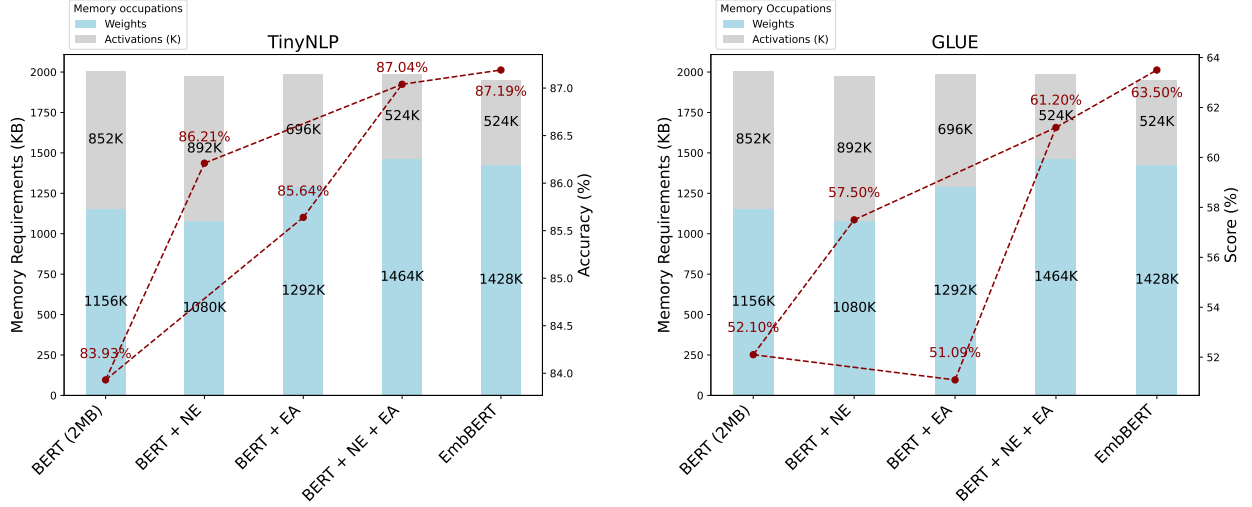 Memory occupations
Weights
Activations (K)
TinyNLP
Memory Requirements (KB)
2000
1750
1500
1250
1000
750
500
250
0
852K
892K
696K
524K
524K
1156K
1080K
1292K
1464K
1428K
83.93%
86.21%
85.64%
87.04%
87.19%
87.0
86.5
86.0
85.5
85.0
84.5
84.0
Accuracy (%)
BERT (2MB)
BERT + NE
BERT + EA
BERT + NE + EA
EmbBERT
Memory Occupations
Weights
Activations (K)
GLUE
Memory Requirements (KB)
2000
1750
1500
1250
1000
750
500
250
0
852K
892K
696K
524K
524K
1156K
1080K
1292K
1464K
1428K
52.10%
57.50%
51.09%
61.20%
63.50%
64
62
60
58
56
54
52
Score (%)
BERT (2MB)
BERT + NE
BERT + EA
BERT + NE + EA
EmbBERT